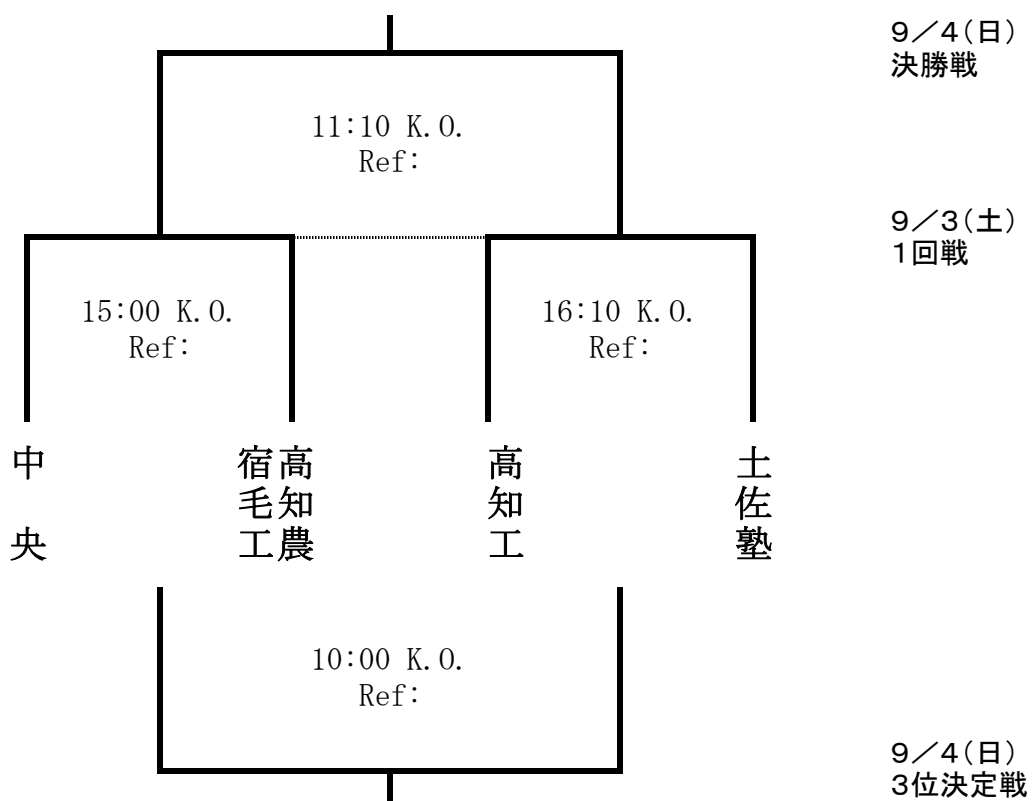 9／4（日）
決勝戦
11:10 K.O.
Ref:
9／3（土）
1回戦
15:00 K.O.
Ref:
16:10 K.O.
Ref:
中央
高知農
宿毛工
高知工
土佐塾
10:00 K.O.
Ref:
9／4（日）
3位決定戦